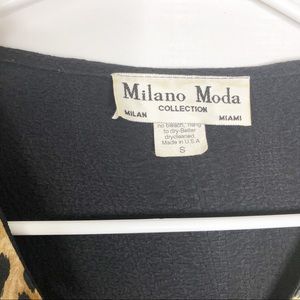 Milano Moda
COLLECTION
MILAN MIAMI
no bleach, hang
to dry-Better
drycleaned.
Made in U.S.A
S